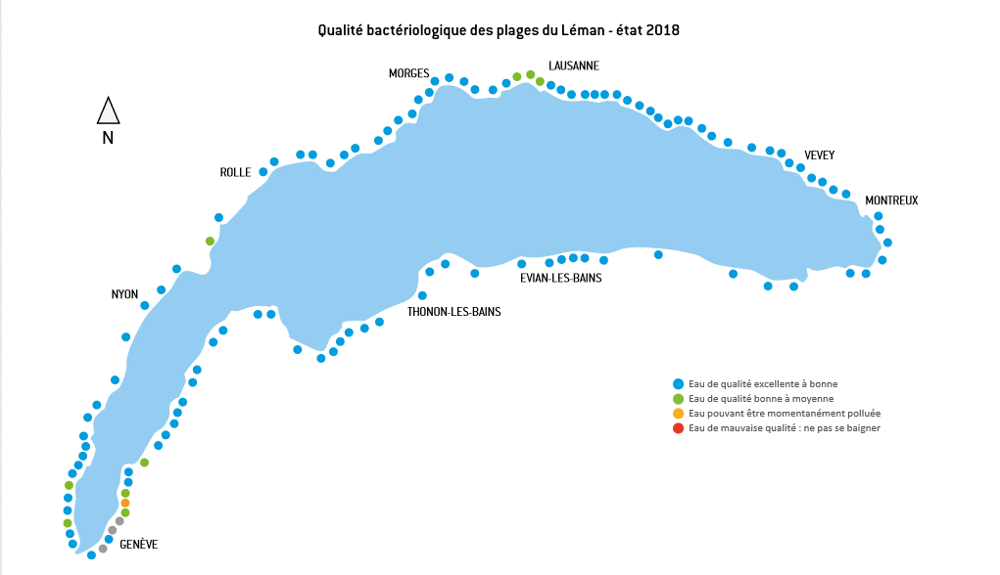 Qualité bactériologique des plages du Léman - état 2018
LAUSANNE
MORGES
N
VEVEY
ROLLE
MONTREUX
EVIAN-LES-BAINS
NYON
THONON-LES-BAINS
Eau de qualité excellente à bonne
Eau de qualité bonne à moyenne
Eau pouvant être momentanément polluée
Eau de mauvaise qualité : ne pas se baigner
GENÈVE